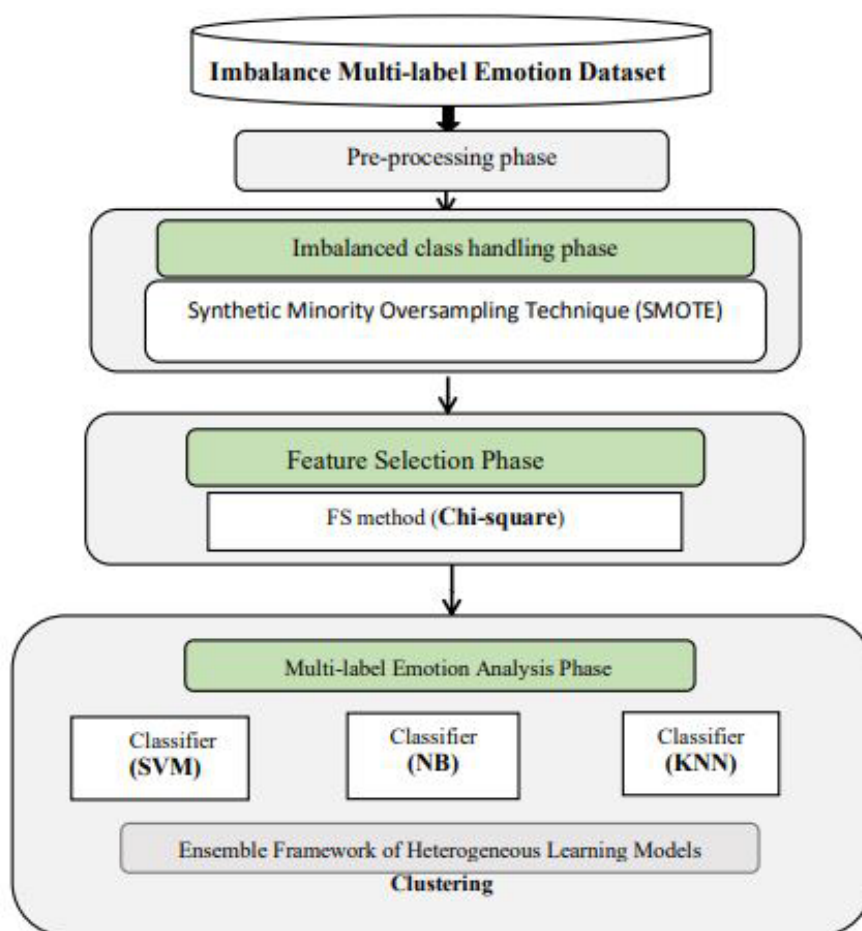 Imbalance Multi-label Emotion Dataset
Pre-processing phase
Imbalanced class handling phase
Synthetic Minority Oversampling Technique (SMOTE)
Feature Selection Phase
FS method (Chi-square)
Multi-label Emotion Analysis Phase
Classifier
(SVM)
Classifier
(NB)
Classifier
(KNN)
Ensemble Framework of Heterogeneous Learning Models
Clustering